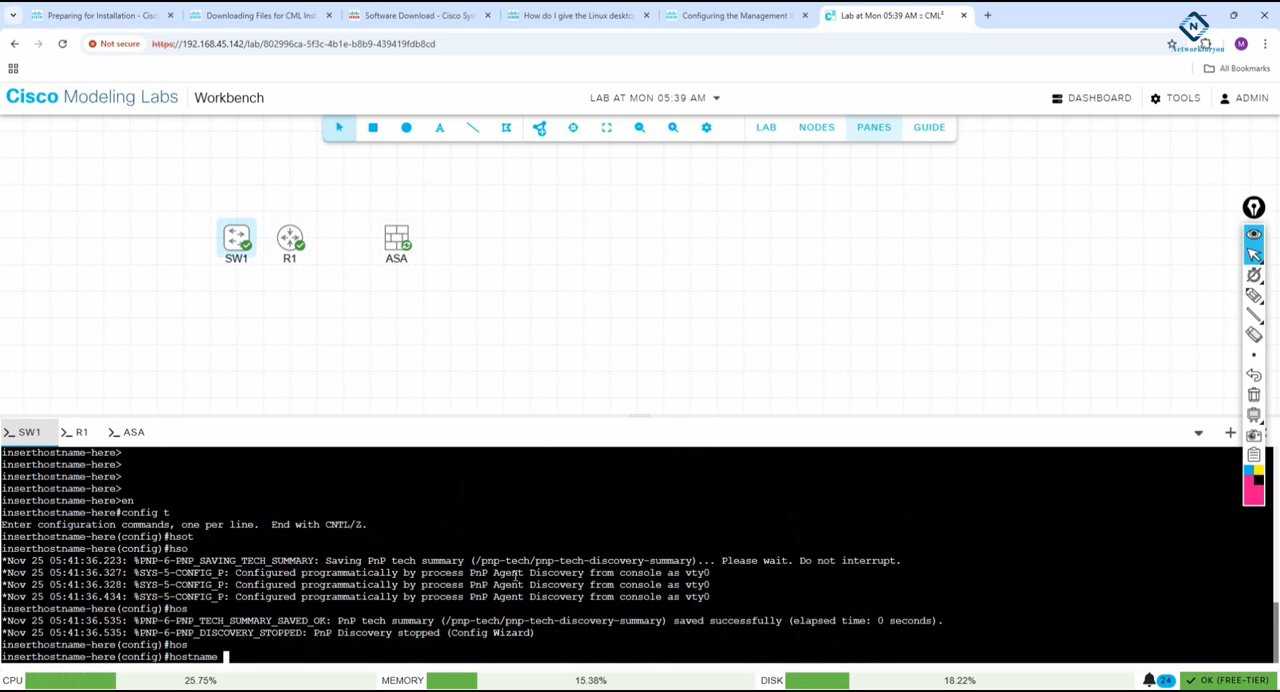 Preparing for Installation - Cisc
Downloading Files for CML Inst
Software Download - Cisco Sys
How do I give the Linux deskto
Configuring the Management I
Lab at Mon 05:39 AM :: CML²
N
Networkforyou
Not secure
https://192.168.45.142/lab/802996ca-5f3c-4b1e-b8b9-439419fdb8cd
M
All Bookmarks
Cisco Modeling Labs
Workbench
LAB AT MON 05:39 AM
DASHBOARD
TOOLS
ADMIN
A
LAB
NODES
PANES
GUIDE
SW1
R1
ASA
>_ SW1
>_ R1
>_ ASA
inserthostname-here>
inserthostname-here>
inserthostname-here>
inserthostname-here>
inserthostname-here>en
inserthostname-here#config t
Enter configuration commands, one per line.  End with CNTL/Z.
inserthostname-here(config)#hsot
inserthostname-here(config)#hso
*Nov 25 05:41:36.223: %PNP-6-PNP_SAVING_TECH_SUMMARY: Saving PnP tech summary (/pnp-tech/pnp-tech-discovery-summary)... Please wait. Do not interrupt.
*Nov 25 05:41:36.327: %SYS-5-CONFIG_P: Configured programmatically by process PnP Agent Discovery from console as vty0
*Nov 25 05:41:36.328: %SYS-5-CONFIG_P: Configured programmatically by process PnP Agent Discovery from console as vty0
*Nov 25 05:41:36.434: %SYS-5-CONFIG_P: Configured programmatically by process PnP Agent Discovery from console as vty0
inserthostname-here(config)#hos
*Nov 25 05:41:36.535: %PNP-6-PNP_TECH_SUMMARY_SAVED_OK: PnP tech summary (/pnp-tech/pnp-tech-discovery-summary) saved successfully (elapsed time: 0 seconds).
*Nov 25 05:41:36.535: %PNP-6-PNP_DISCOVERY_STOPPED: PnP Discovery stopped (Config Wizard)
inserthostname-here(config)#hos
inserthostname-here(config)#hostname
CPU
25.75%
MEMORY
15.38%
DISK
18.22%
24
OK (FREE-TIER)